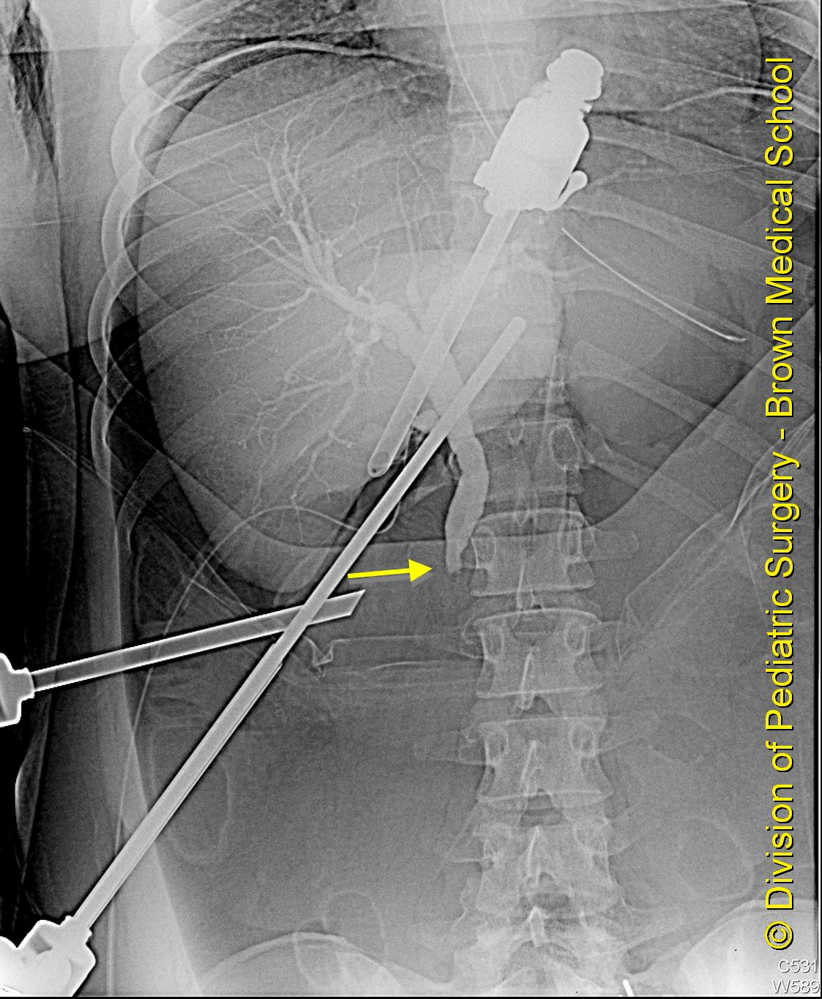 © Division of Pediatric Surgery - Brown Medical School
C531
W589